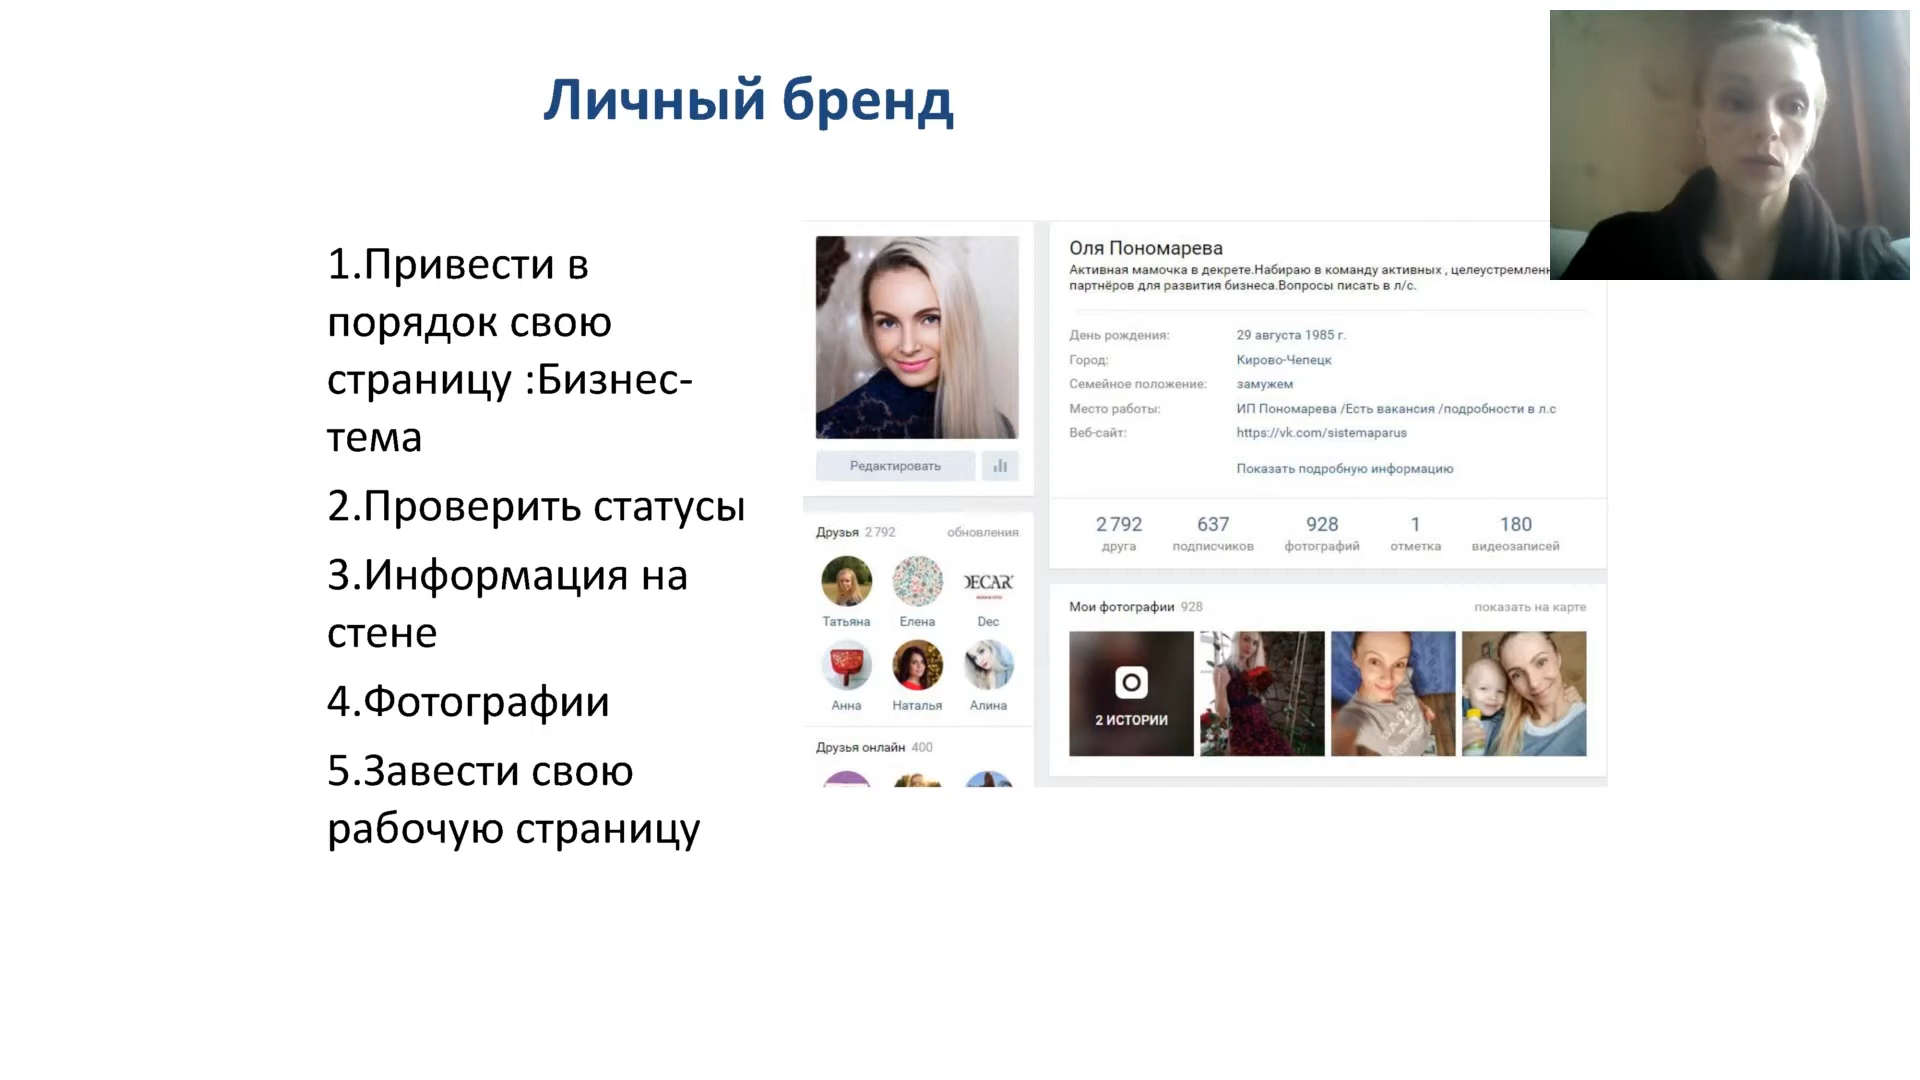 Личный бренд
1.Привести в
порядок свою
страницу :Бизнес-
тема
2.Проверить статусы
3.Информация на
стене
4.Фотографии
5.Завести свою
рабочую страницу
Редактировать
Друзья 2 792 обновления
Татьяна Елена Dec
Анна Наталья Алина
Друзья онлайн 400
Оля Пономарева
Активная мамочка в декрете.Набираю в команду активных ,
партнёров для развития бизнеса.Вопросы писать в л/с.
День рождения: 29 августа 1985 г.
Город: Кирово-Чепецк
Семейное положение: замужем
Место работы: ИП Пономарева /Есть вакансия /подробности в л.с
Веб-сайт: https://vk.com/sistemaparus
Показать подробную информацию
2 792 637 928 1 180
друга подписчиков фотографий отметка видеозаписей
Мои фотографии 928 показать на карте
2 ИСТОРИИ